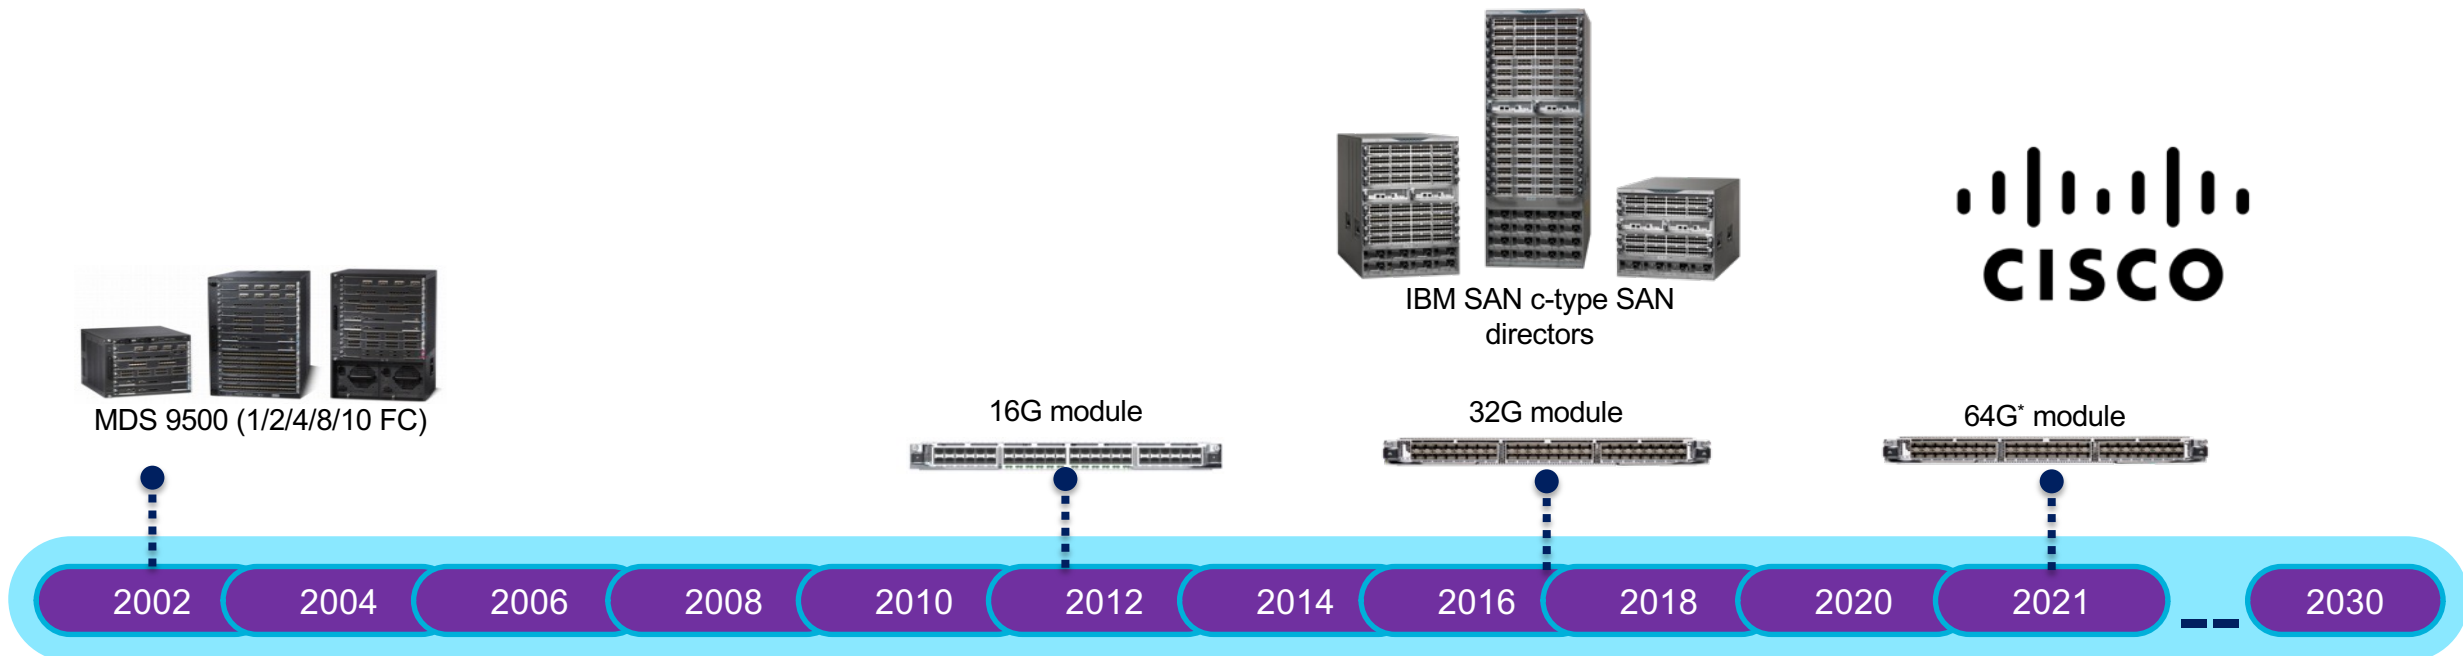 IBM SAN c-type SAN
directors
CISCO
MDS 9500 (1/2/4/8/10 FC)
16G module
32G module
64G* module
2002
2004
2006
2008
2010
2012
2014
2016
2018
2020
2021
2030